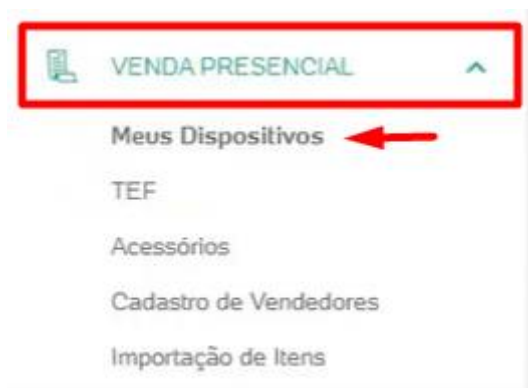 VENDA PRESENCIAL
Meus Dispositivos
TEF
Acessórios
Cadastro de Vendedores
Importação de Itens